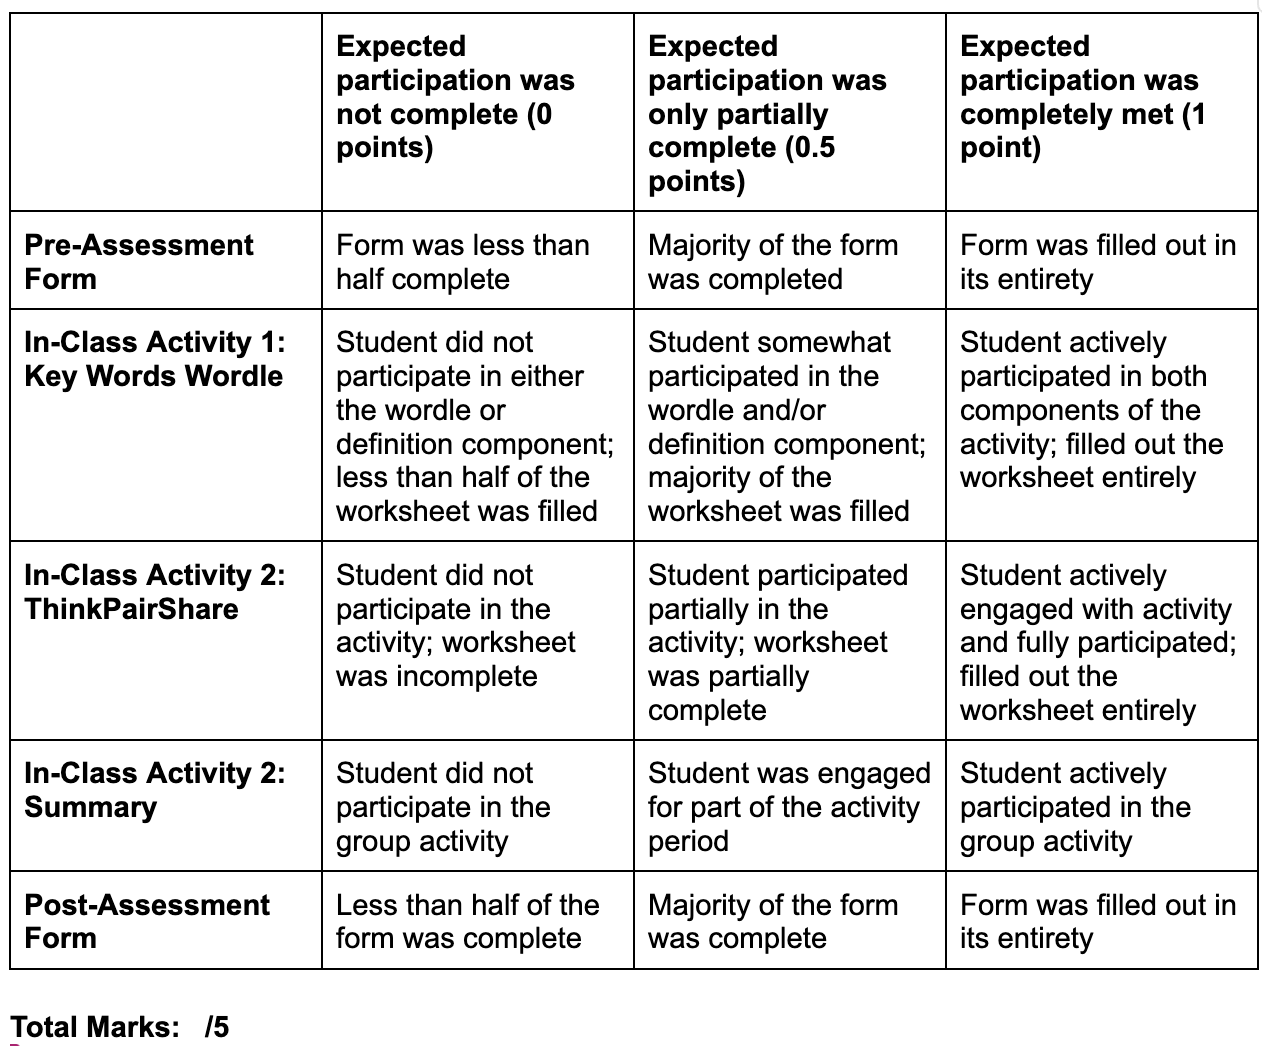 Expected
participation was
not complete (0
points)
Expected
participation was
only partially
complete (0.5
points)
Expected
participation was
completely met (1
point)
Pre-Assessment
Form
Form was less than
half complete
Majority of the form
was completed
Form was filled out in
its entirety
In-Class Activity 1:
Key Words Wordle
Student did not
participate in either
the wordle or
definition component;
less than half of the
worksheet was filled
Student somewhat
participated in the
wordle and/or
definition component;
majority of the
worksheet was filled
Student actively
participated in both
components of the
activity; filled out the
worksheet entirely
In-Class Activity 2:
ThinkPairShare
Student did not
participate in the
activity; worksheet
was incomplete
Student participated
partially in the
activity; worksheet
was partially
complete
Student actively
engaged with activity
and fully participated;
filled out the
worksheet entirely
In-Class Activity 2:
Summary
Student did not
participate in the
group activity
Student was engaged
for part of the activity
period
Student actively
participated in the
group activity
Post-Assessment
Form
Less than half of the
form was complete
Majority of the form
was complete
Form was filled out in
its entirety
Total Marks: /5